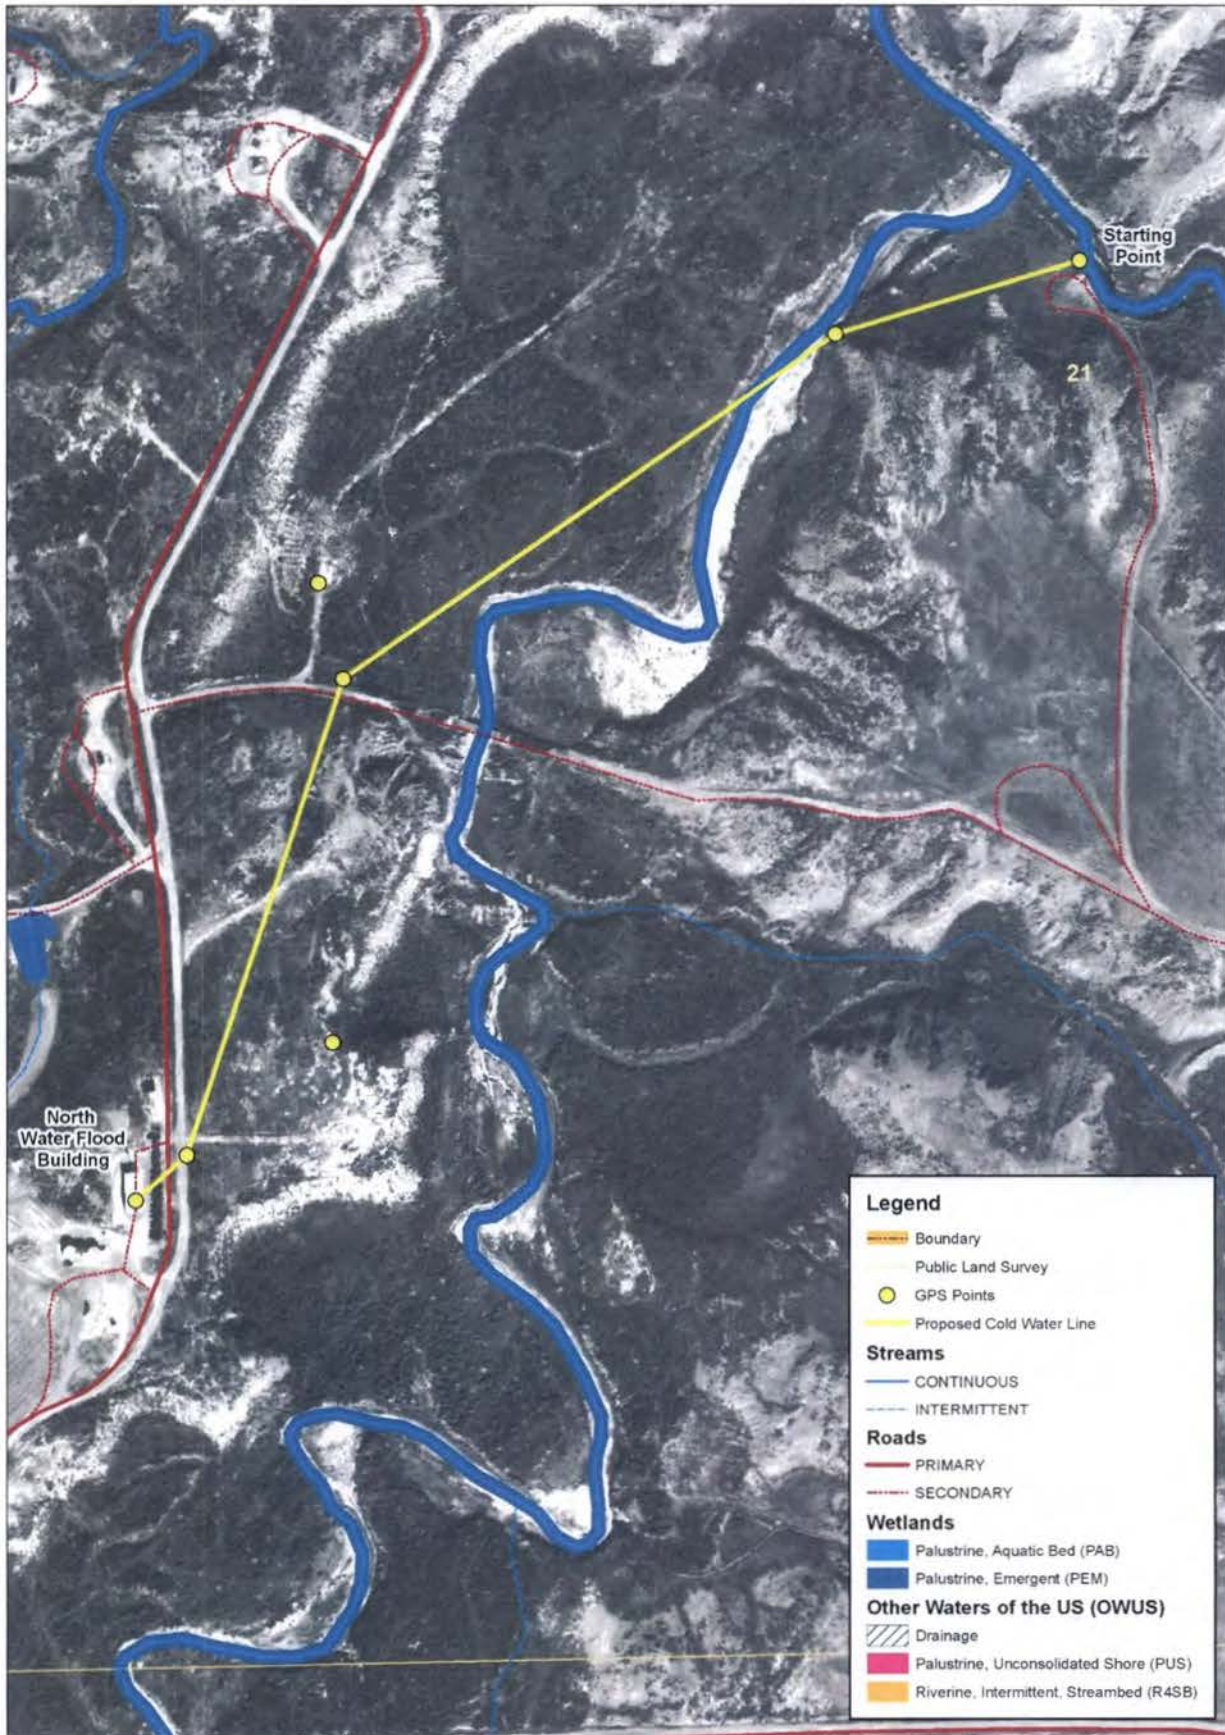 Starting
Point
21
North
Water Flood
Building
Legend
Boundary
Public Land Survey
GPS Points
Proposed Cold Water Line
Streams
CONTINUOUS
INTERMITTENT
Roads
PRIMARY
SECONDARY
Wetlands
Palustrine, Aquatic Bed (PAB)
Palustrine, Emergent (PEM)
Other Waters of the US (OWUS)
Drainage
Palustrine, Unconsolidated Shore (PUS)
Riverine, Intermittent, Streambed (R4SB)